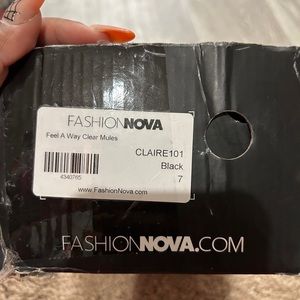 FASHIONNOVA
Feel A Way Clear Mules
CLAIRE101
Black
4340765
7
www.FashionNova.com
FASHIONNOVA.COM